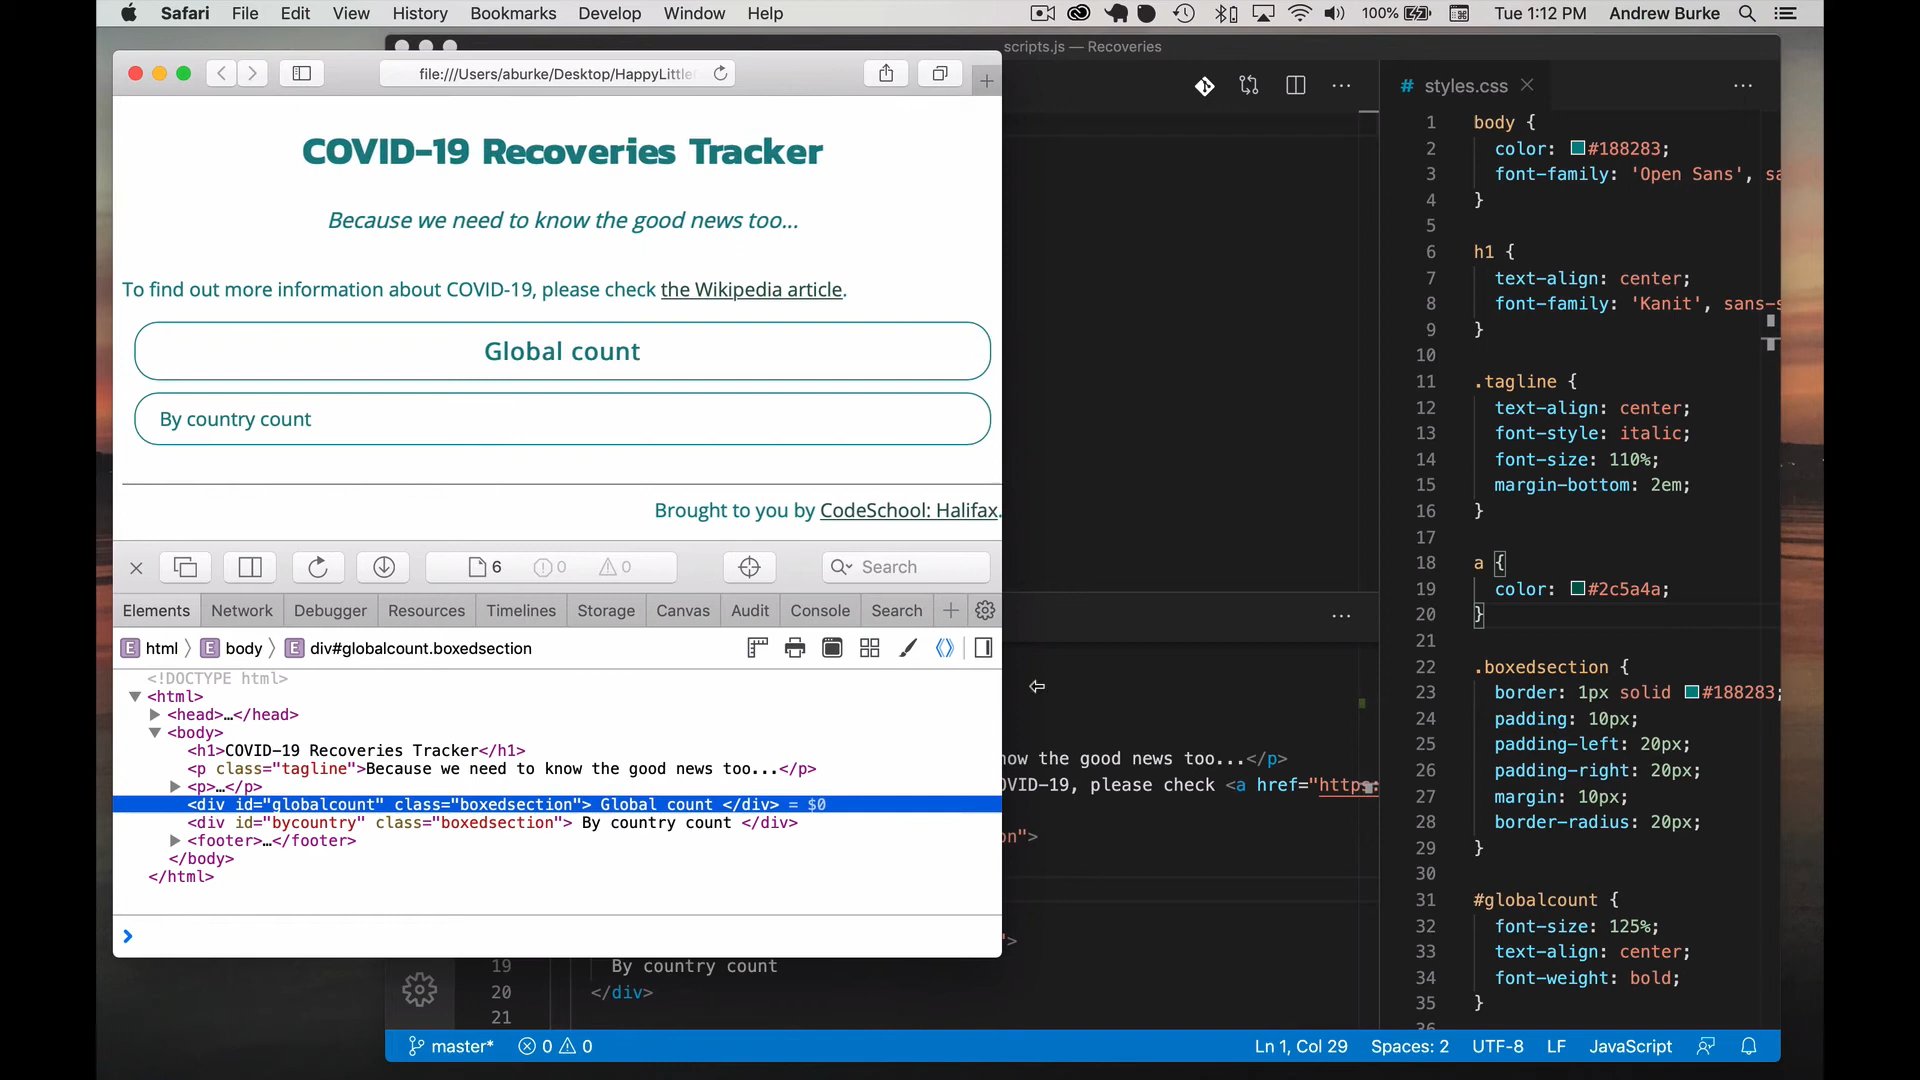 Safari File Edit View History Bookmarks Develop Window Help 100% Tue 1:12 PM Andrew Burke
scripts.js — Recoveries
file:///Users/aburke/Desktop/HappyLittle
COVID-19 Recoveries Tracker
Because we need to know the good news too...
To find out more information about COVID-19, please check the Wikipedia article.
Global count
By country count
Brought to you by CodeSchool: Halifax.
6 0 0 Search
Elements Network Debugger Resources Timelines Storage Canvas Audit Console Search
E html E body E div#globalcount.boxedsection
<!DOCTYPE html>
<html>
<head>…</head>
<body>
<h1>COVID-19 Recoveries Tracker</h1>
<p class="tagline">Because we need to know the good news too...</p>
<p>…</p>
<div id="globalcount" class="boxedsection"> Global count </div> = $0
<div id="bycountry" class="boxedsection"> By country count </div>
<footer>…</footer>
</body>
</html>
now the good news too...</p>
OVID-19, please check <a href="https:
on">
">
19 By country count
20 </div>
21
# styles.css
1 body {
2 color: #188283;
3 font-family: 'Open Sans', sa
4 }
5
6 h1 {
7 text-align: center;
8 font-family: 'Kanit', sans-s
9 }
10
11 .tagline {
12 text-align: center;
13 font-style: italic;
14 font-size: 110%;
15 margin-bottom: 2em;
16 }
17
18 a {
19 color: #2c5a4a;
20 }
21
22 .boxedsection {
23 border: 1px solid #188283;
24 padding: 10px;
25 padding-left: 20px;
26 padding-right: 20px;
27 margin: 10px;
28 border-radius: 20px;
29 }
30
31 #globalcount {
32 font-size: 125%;
33 text-align: center;
34 font-weight: bold;
35 }
36
master* 0 0 Ln 1, Col 29 Spaces: 2 UTF-8 LF JavaScript